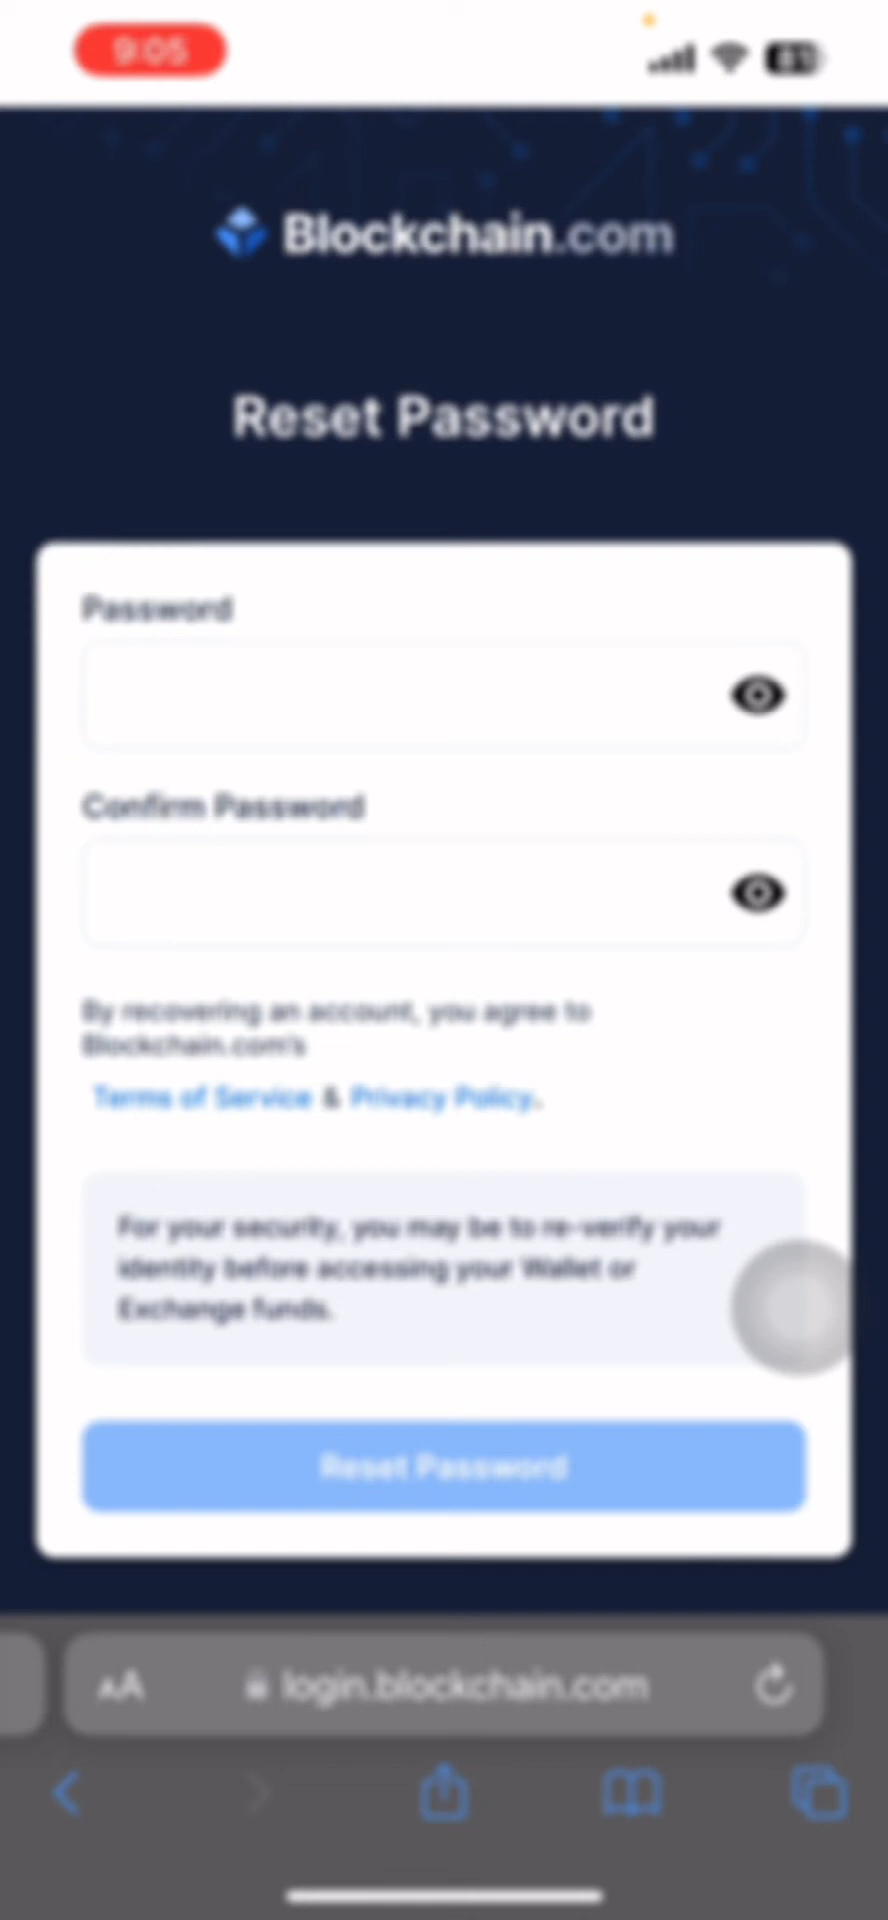 9:05
81
Blockchain.com
Reset Password
Password
Confirm Password
By recovering an account, you agree to
Blockchain.com's
Terms of Service & Privacy Policy.
For your security, you may be to re-verify your
identity before accessing your Wallet or
Exchange funds.
Reset Password
AA login.blockchain.com